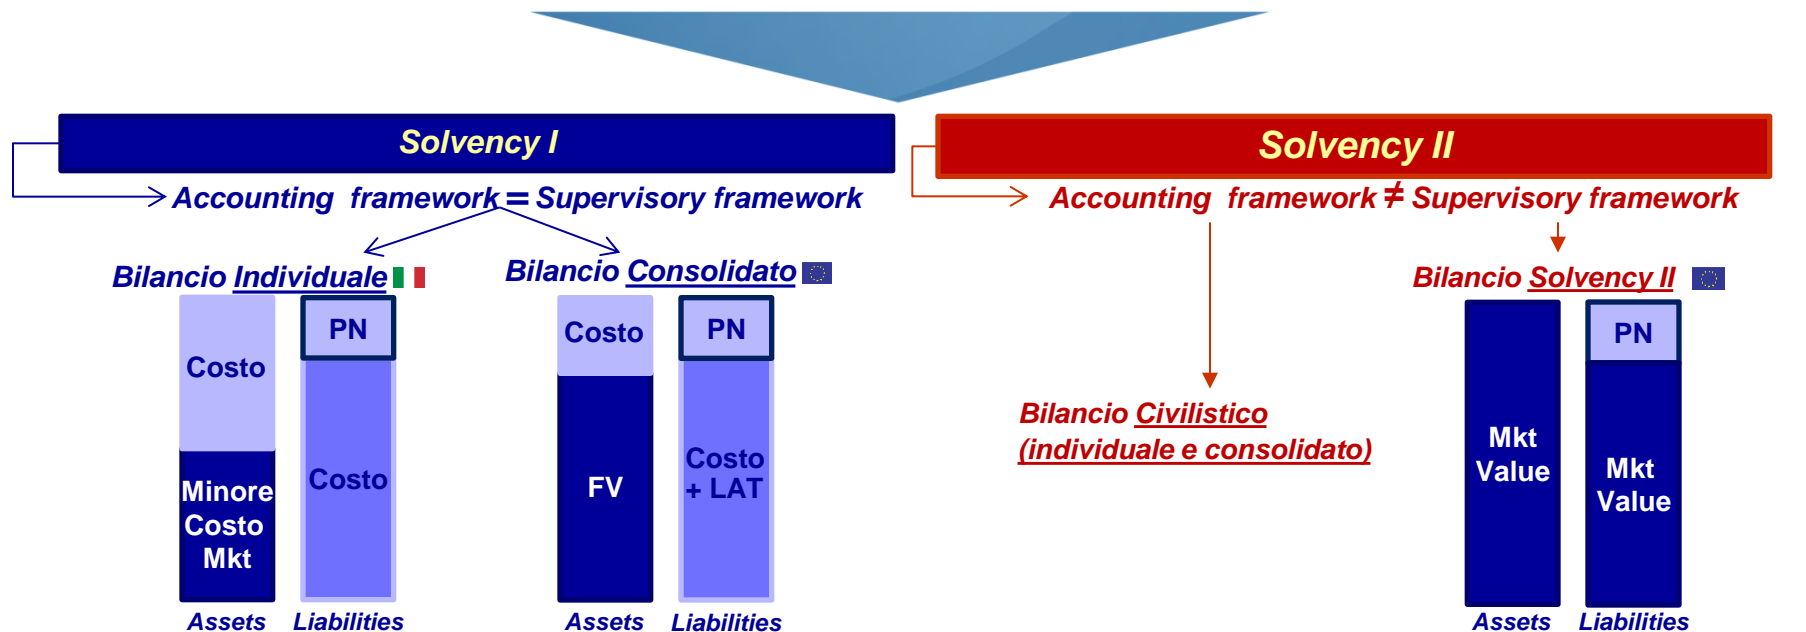 Solvency I
Accounting framework = Supervisory framework
Bilancio Individuale
Costo
Minore
Costo
Mkt
PN
Costo
Assets
Liabilities
Bilancio Consolidato
Costo
FV
PN
Costo
+ LAT
Assets
Liabilities
Solvency II
Accounting framework ≠ Supervisory framework
Bilancio Civilistico
(individuale e consolidato)
Bilancio Solvency II
Mkt
Value
PN
Mkt
Value
Assets
Liabilities